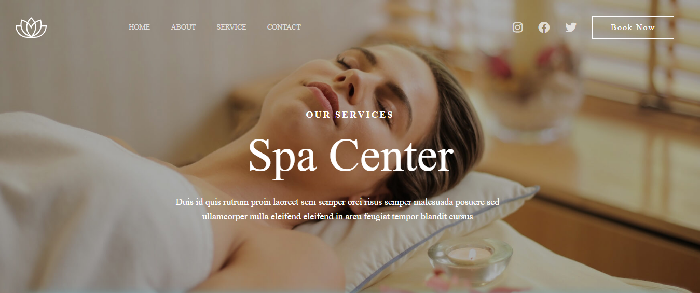 HOME ABOUT SERVICE CONTACT Book Now
OUR SERVICES
Spa Center
Duis id quis rutrum proin laoreet sem semper orci risus semper malesuada posuere sed
ullamcorper nulla eleifend eleifend in arcu feugiat tempor blandit cursus